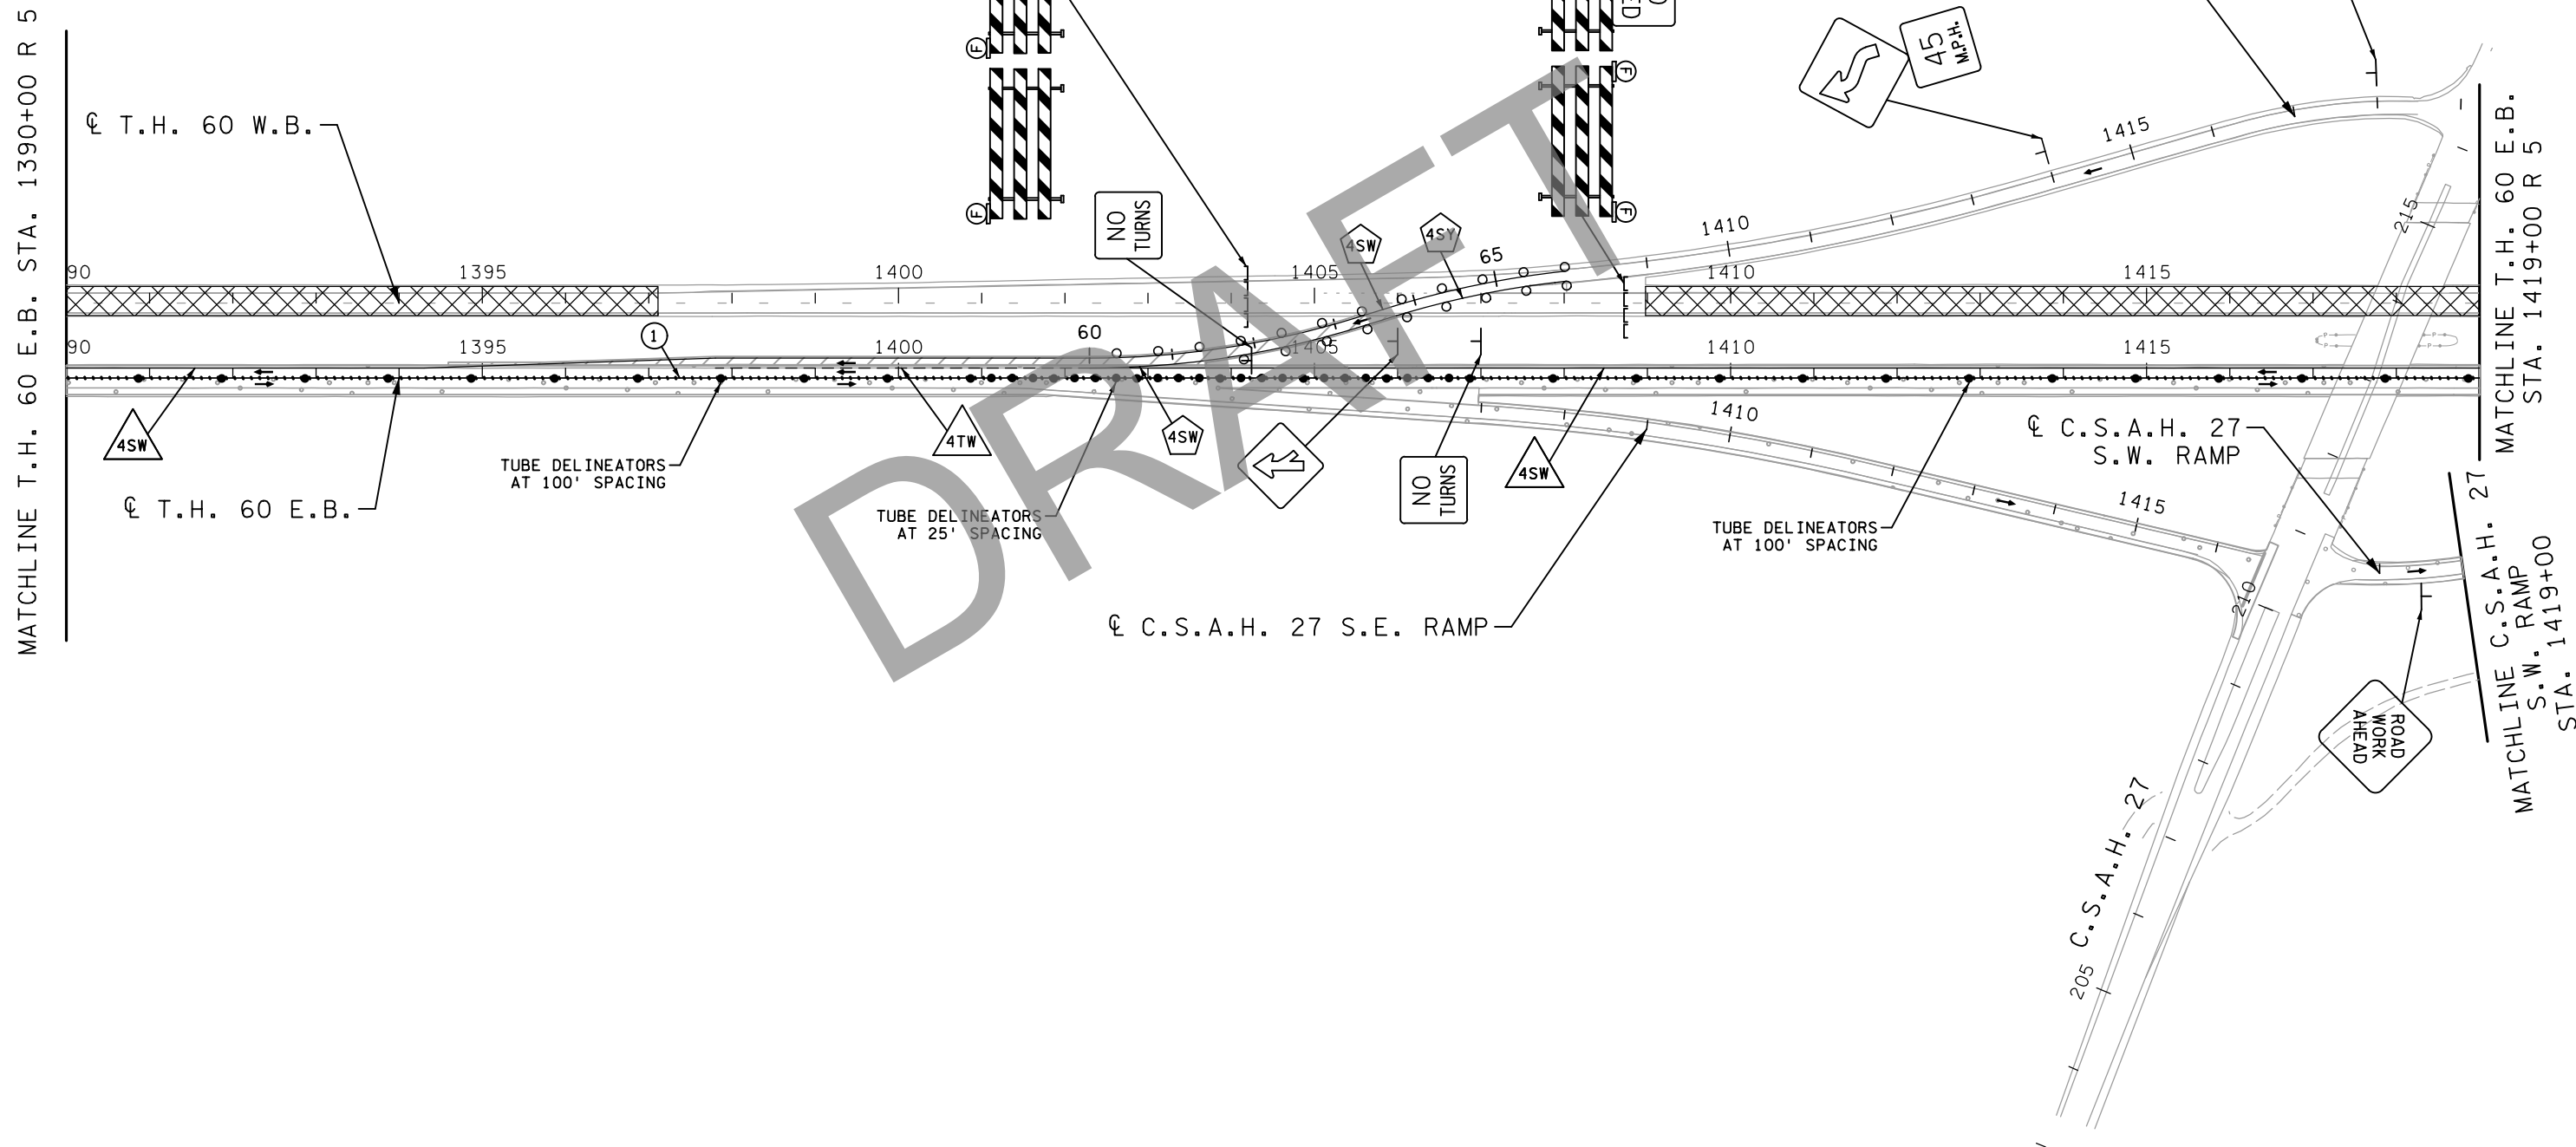 MATCHLINE T.H. 60 E.B. STA. 1390+00 R 5
℄ T.H. 60 W.B.
F
F
NO
TURNS
ED
F
F
45
M.P.H.
4SW
4SY
65
1410
1415
90
1395
1400
1405
1410
1415
215
MATCHLINE T.H. 60 E.B.
STA. 1419+00 R 5
1
60
90
1395
1400
1405
1410
1415
4SW
4TW
4SW
4SW
TUBE DELINEATORS
AT 100' SPACING
℄ T.H. 60 E.B.
TUBE DELINEATORS
AT 25' SPACING
NO
TURNS
1410
1415
TUBE DELINEATORS
AT 100' SPACING
℄ C.S.A.H. 27
S.W. RAMP
℄ C.S.A.H. 27 S.E. RAMP
210
MATCHLINE C.S.A.H. 27
S.W. RAMP
STA. 1419+00
ROAD
WORK
AHEAD
C.S.A.H. 27
205
DRAFT